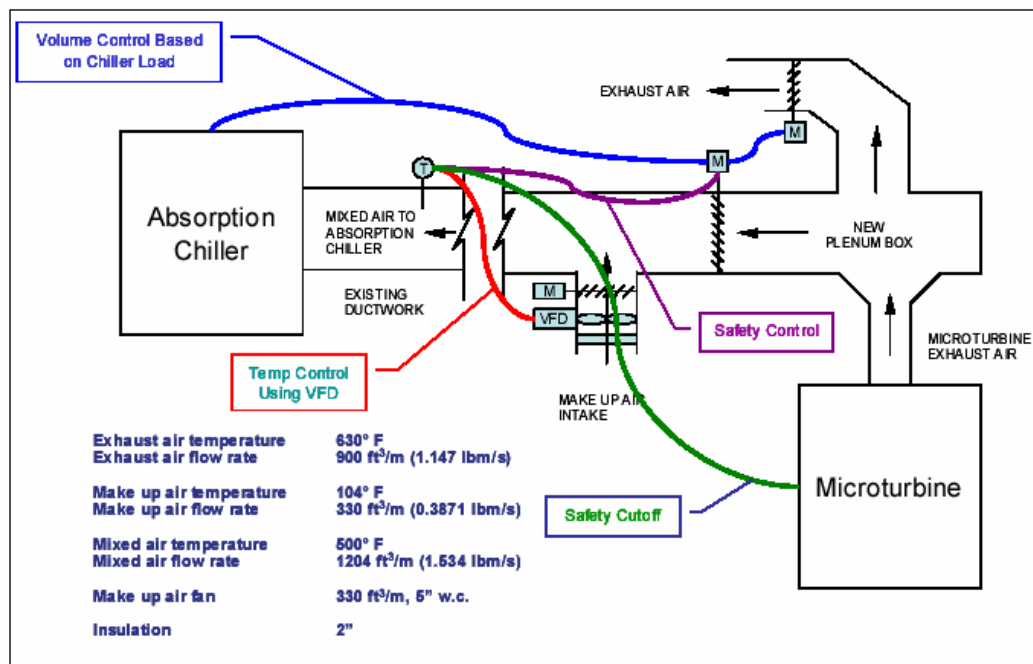 Volume Control Based
on Chiller Load
EXHAUST AIR
M
M
T
Absorption
Chiller
MIXED AIR TO
ABSORPTION
CHILLER
NEW
PLENUM BOX
EXISTING
DUCTWORK
M
VFD
Safety Control
MICROTURBINE
EXHAUST AIR
Temp Control
Using VFD
MAKE UP AIR
INTAKE
Exhaust air temperature 630° F
Exhaust air flow rate 900 ft³/m (1.147 lbm/s)
Make up air temperature 104° F
Make up air flow rate 330 ft³/m (0.3871 lbm/s)
Mixed air temperature 500° F
Mixed air flow rate 1204 ft³/m (1.534 lbm/s)
Make up air fan 330 ft³/m, 5” w.c.
Insulation 2”
Safety Cutoff
Microturbine